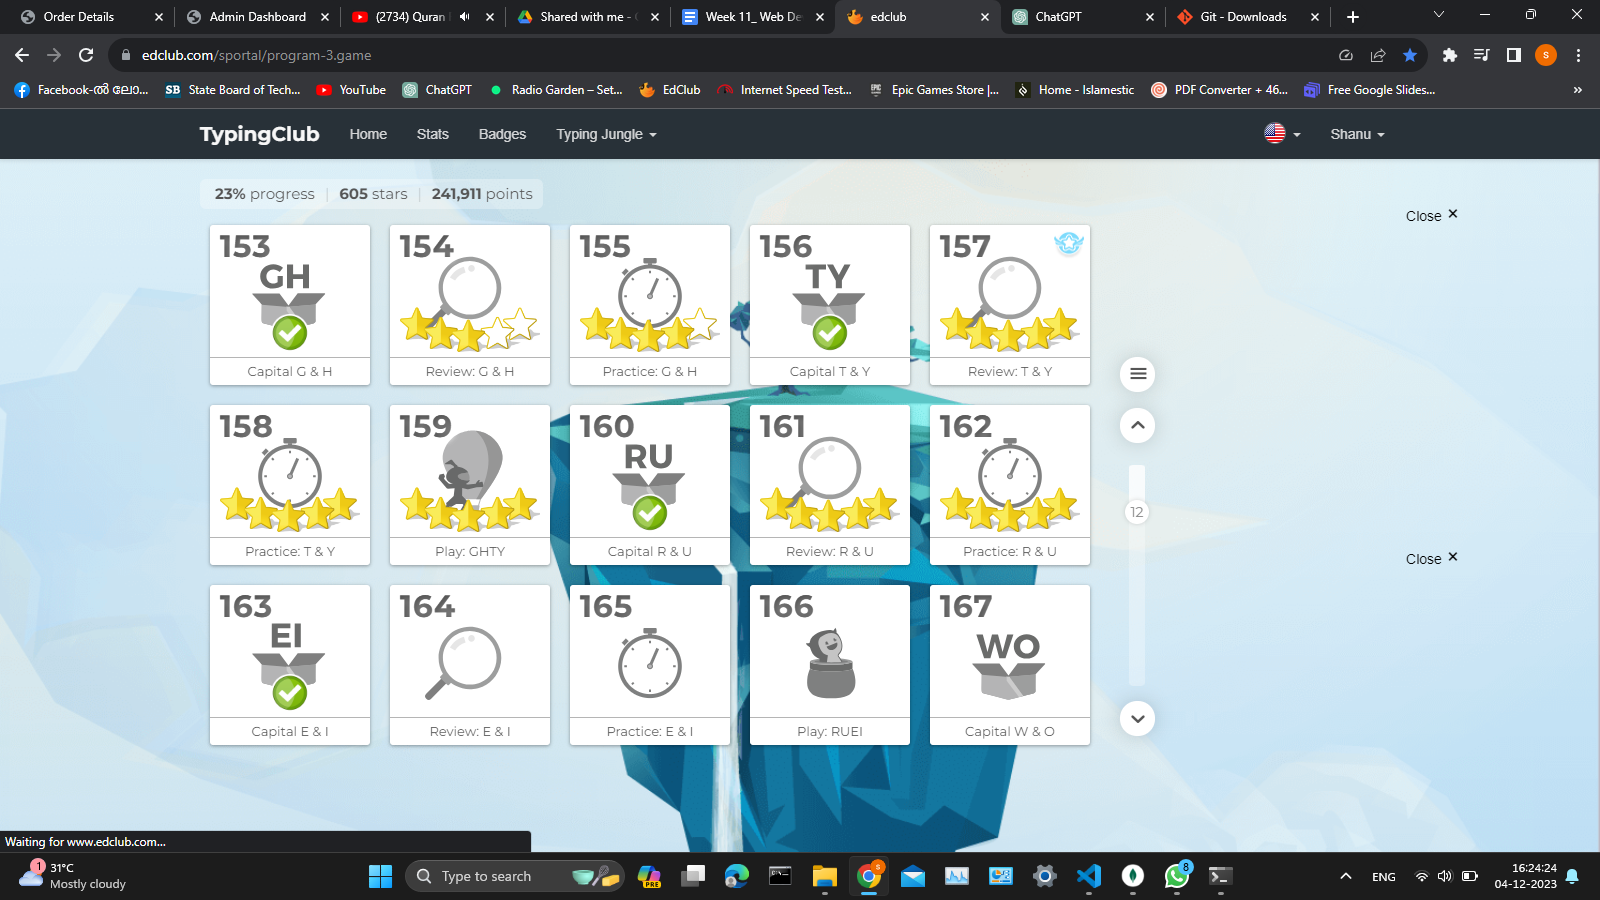 Order Details
Admin Dashboard
(2734) Quran
Shared with me -
Week 11_ Web De
edclub
ChatGPT
Git - Downloads
edclub.com/sportal/program-3.game
S
Facebook-ൽ ലോ...
SB State Board of Tech...
YouTube
ChatGPT
Radio Garden – Set...
EdClub
Internet Speed Test...
EPIC GAMES Epic Games Store |...
Home - Islamestic
PDF Converter + 46...
Free Google Slides...
»
TypingClub
Home
Stats
Badges
Typing Jungle
Shanu
23% progress | 605 stars | 241,911 points
Close ×
153
GH
Capital G & H
154
Review: G & H
155
Practice: G & H
156
TY
Capital T & Y
157
Review: T & Y
158
Practice: T & Y
159
Play: GHTY
160
RU
Capital R & U
161
Review: R & U
162
Practice: R & U
12
Close ×
163
EI
Capital E & I
164
Review: E & I
165
Practice: E & I
166
Play: RUEI
167
WO
Capital W & O
Waiting for www.edclub.com...
1
31°C
Mostly cloudy
Type to search
PRE
S
8
ENG
16:24:24
04-12-2023